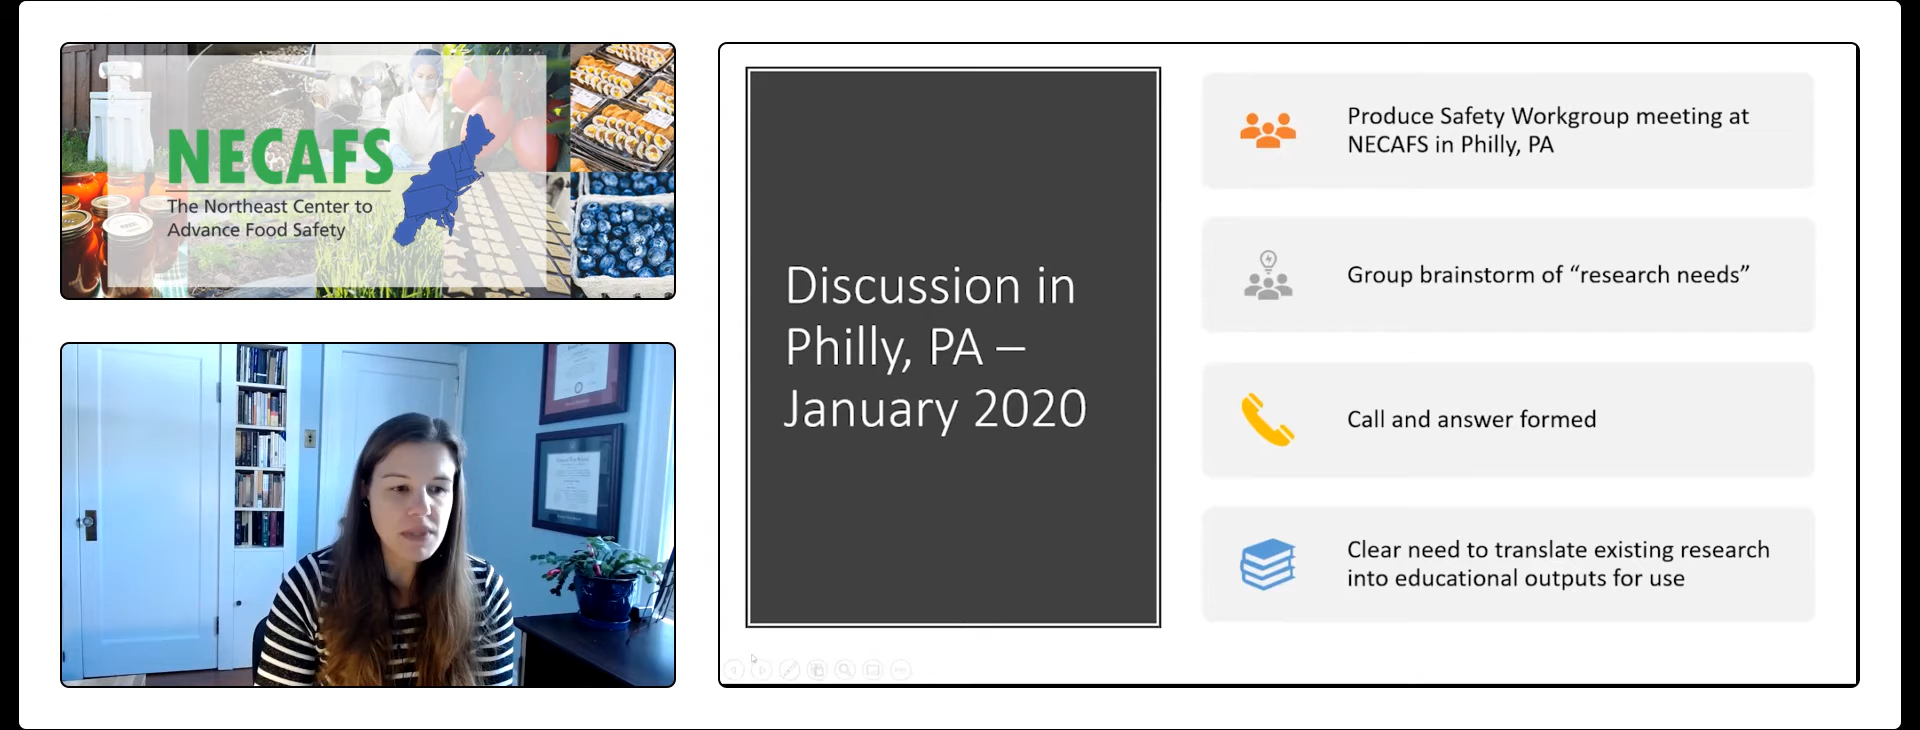 NECAFS
The Northeast Center to
Advance Food Safety
Discussion in
Philly, PA –
January 2020
Produce Safety Workgroup meeting at
NECAFS in Philly, PA
Group brainstorm of “research needs”
Call and answer formed
Clear need to translate existing research
into educational outputs for use